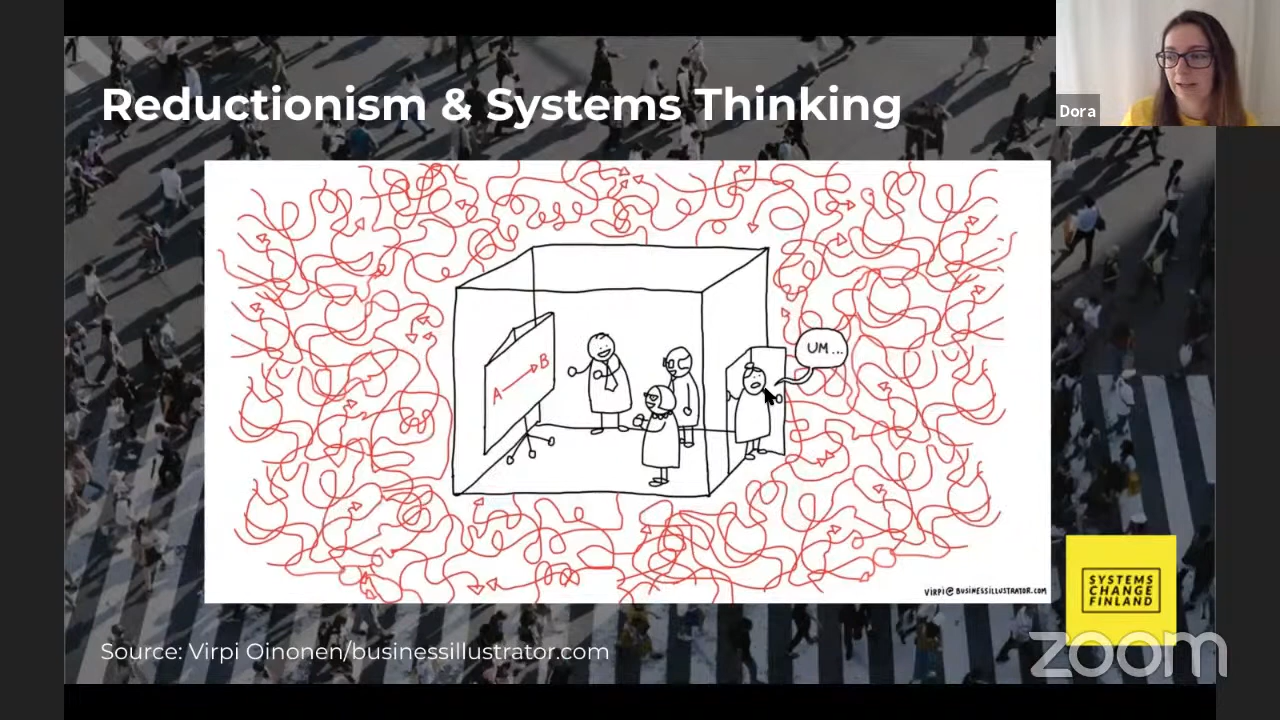 Reductionism & Systems Thinking
Dora
A B
UM...
VIRPI@BUSINESSILLUSTRATOR.COM
SYSTEMS
CHANGE
FINLAND
Source: Virpi Oinonen/businessillustrator.com
zoom